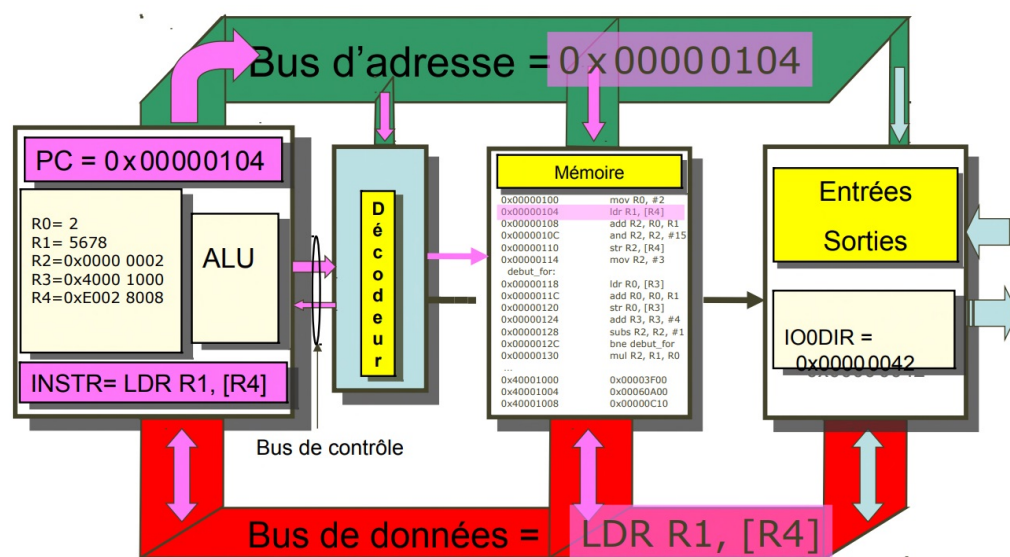 Bus d'adresse = 0x00000104
PC = 0x00000104
R0= 2
R1= 5678
R2=0x0000 0002
R3=0x4000 1000
R4=0xE002 8008
ALU
INSTR= LDR R1, [R4]
Bus de contrôle
Décodeur
Mémoire
0x00000100 mov R0, #2
0x00000104 ldr R1, [R4]
0x00000108 add R2, R0, R1
0x0000010C and R2, R2, #15
0x00000110 str R2, [R4]
0x00000114 mov R2, #3
debut_for:
0x00000118 ldr R0, [R3]
0x0000011C add R0, R0, R1
0x00000120 str R0, [R3]
0x00000124 add R3, R3, #4
0x00000128 subs R2, R2, #1
0x0000012C bne debut_for
0x00000130 mul R2, R1, R0
...
0x40001000 0x00003F00
0x40001004 0x00060A00
0x40001008 0x00000C10
Entrées
Sorties
IO0DIR =
0x00000042
Bus de données = LDR R1, [R4]